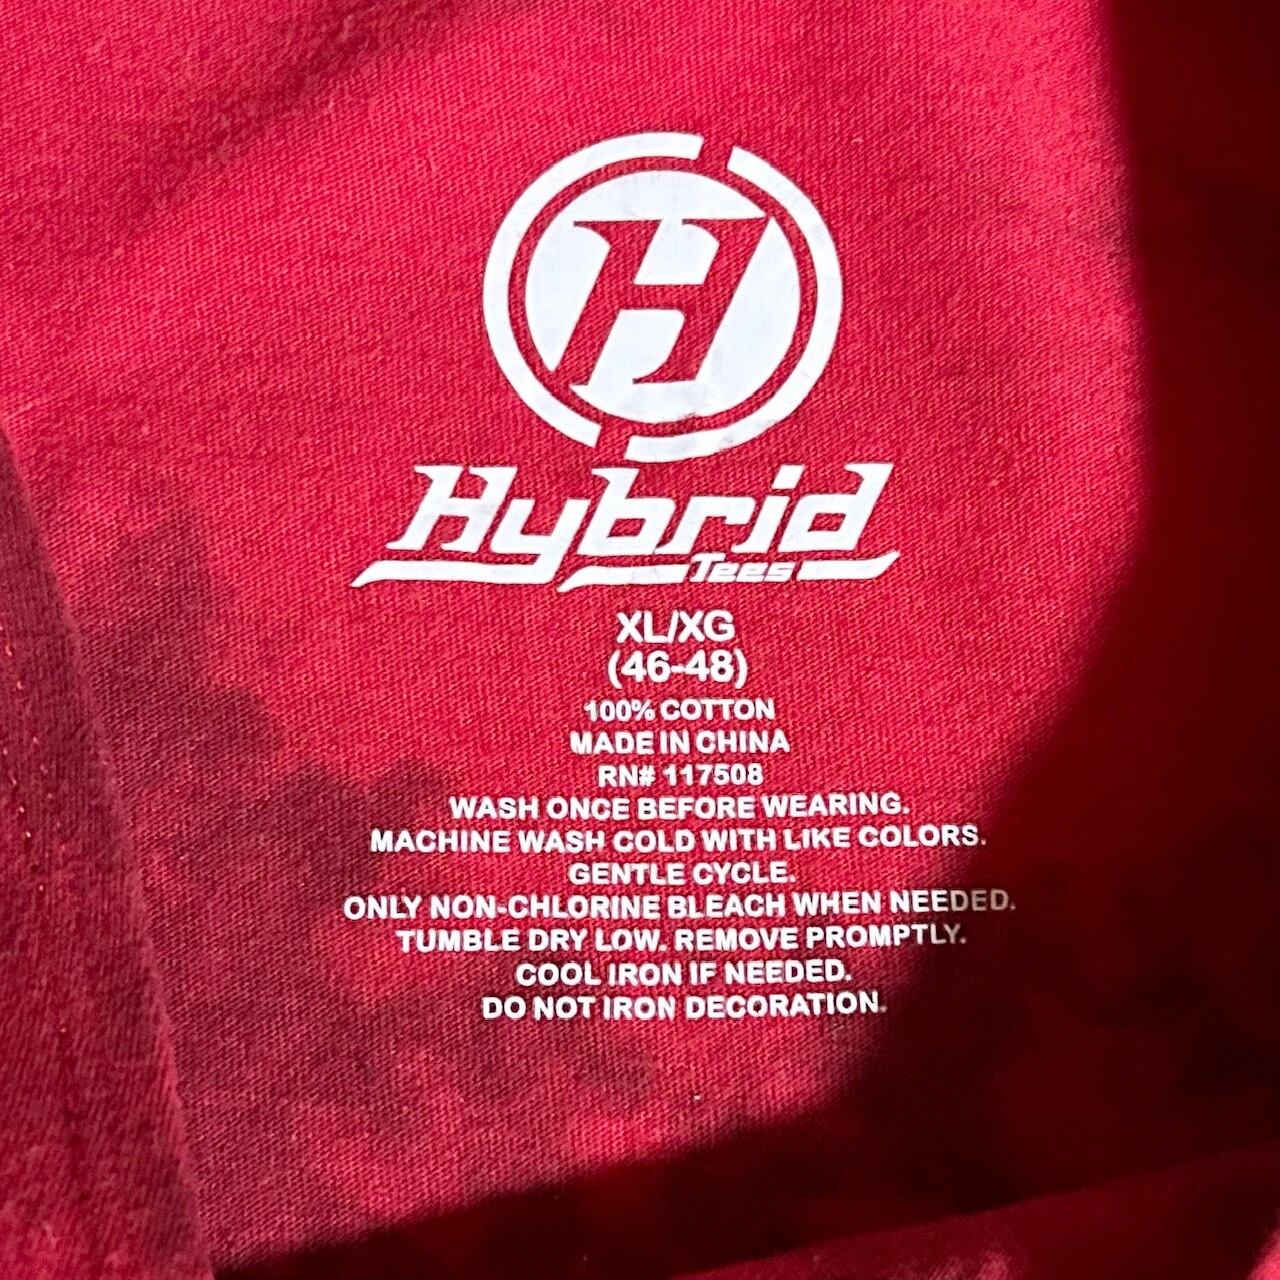 H
Hybrid
Tees
XL/XG
(46-48)
100% COTTON
MADE IN CHINA
RN# 117508
WASH ONCE BEFORE WEARING.
MACHINE WASH COLD WITH LIKE COLORS.
GENTLE CYCLE.
ONLY NON-CHLORINE BLEACH WHEN NEEDED.
TUMBLE DRY LOW. REMOVE PROMPTLY.
COOL IRON IF NEEDED.
DO NOT IRON DECORATION.